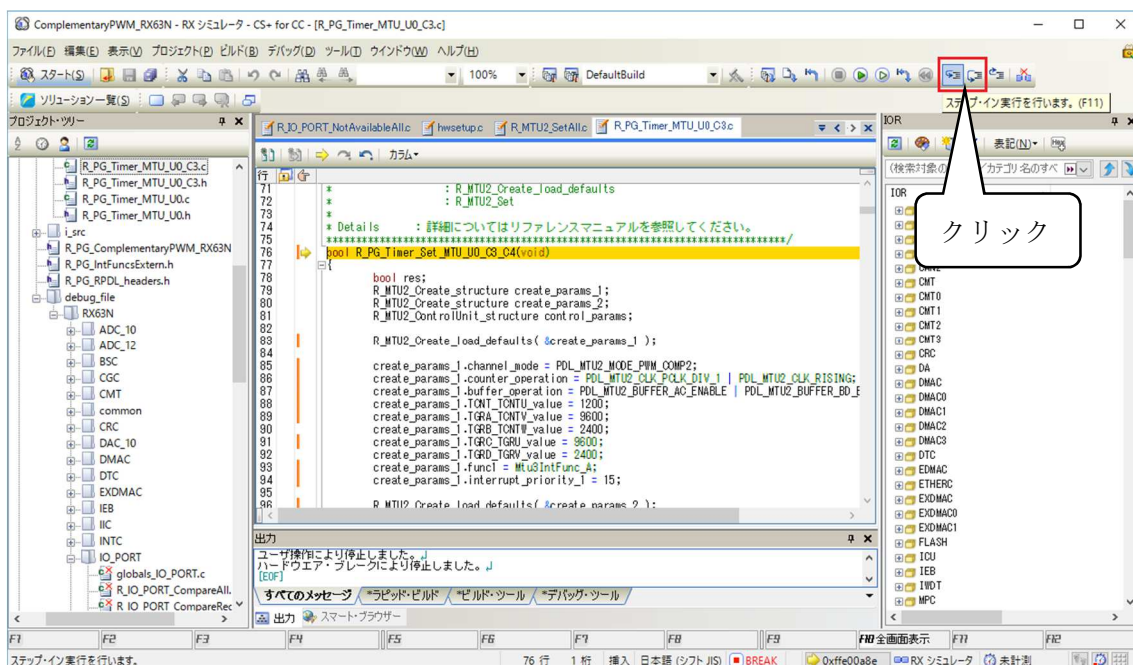 ComplementaryPWM_RX63N - RX シミュレータ - CS+ for CC - [R_PG_Timer_MTU_U0_C3.c]
ファイル(F) 編集(E) 表示(V) プロジェクト(P) ビルド(B) デバッグ(D) ツール(T) ウインドウ(W) ヘルプ(H)
スタート(S) 100% DefaultBuild
ソリューション一覧(S)
ステップ・イン実行を行います。(F11)
プロジェクト・ツリー
R_PG_Timer_MTU_U0_C3.c
R_PG_Timer_MTU_U0_C3.h
R_PG_Timer_MTU_U0.c
R_PG_Timer_MTU_U0.h
i_src
R_PG_ComplementaryPWM_RX63N
R_PG_IntFuncsExtern.h
R_PG_RPDL_headers.h
debug_file
RX63N
ADC_10
ADC_12
BSC
CGC
CMT
common
CRC
DAC_10
DMAC
DTC
EXDMAC
IEB
IIC
INTC
IO_PORT
globals_IO_PORT.c
R_IO_PORT_CompareAll.
R_IO_PORT_CompareRec
R_IO_PORT_NotAvailableAll.c hwsetup.c R_MTU2_SetAll.c R_PG_Timer_MTU_U0_C3.c
カラム
行
71 * : R_MTU2_Create_load_defaults
72 * : R_MTU2_Set
73 *
74 * Details : 詳細についてはリファレンスマニュアルを参照してください。
75
76 bool R_PG_Timer_Set_MTU_U0_C3_C4(void)
77 {
78 bool res;
79 R_MTU2_Create_structure create_params_1;
80 R_MTU2_Create_structure create_params_2;
81 R_MTU2_ControlUnit_structure control_params;
82
83 R_MTU2_Create_load_defaults( &create_params_1 );
84
85 create_params_1.channel_mode = PDL_MTU2_MODE_PWM_COMP2;
86 create_params_1.counter_operation = PDL_MTU2_CLK_PCLK_DIV_1 | PDL_MTU2_CLK_RISING;
87 create_params_1.buffer_operation = PDL_MTU2_BUFFER_AC_ENABLE | PDL_MTU2_BUFFER_BD_E
88 create_params_1.TCNT_TCNTU_value = 1200;
89 create_params_1.TGRA_TCNTV_value = 9600;
90 create_params_1.TGRB_TCNTW_value = 2400;
91 create_params_1.TGRC_TGRU_value = 9600;
92 create_params_1.TGRD_TGRV_value = 2400;
93 create_params_1.func1 = Mtu3IntFunc_A;
94 create_params_1.interrupt_priority_1 = 15;
95
96 R_MTU2_Create_load_defaults( &create_params_2 );
出力
ユーザ操作により停止しました。
ハードウエア・ブレークにより停止しました。
[EOF]
すべてのメッセージ *ラピッド・ビルド *ビルド・ツール *デバッグ・ツール
出力 スマート・ブラウザー
IOR
表記(N)
(検索対象の カテゴリ名のすべ
IOR
クリック
CMT
CMT0
CMT1
CMT2
CMT3
CRC
DA
DMAC
DMAC0
DMAC1
DMAC2
DMAC3
DTC
EDMAC
ETHERC
EXDMAC
EXDMAC0
EXDMAC1
FLASH
ICU
IEB
IWDT
MPC
F1 F2 F3 F4 F5 F6 F7 F8 F9 F10 全画面表示 F11 F12
ステップ・イン実行を行います。 76 行 1 桁 挿入 日本語 (シフト JIS) BREAK 0xffe00a8e RX シミュレータ 未計測